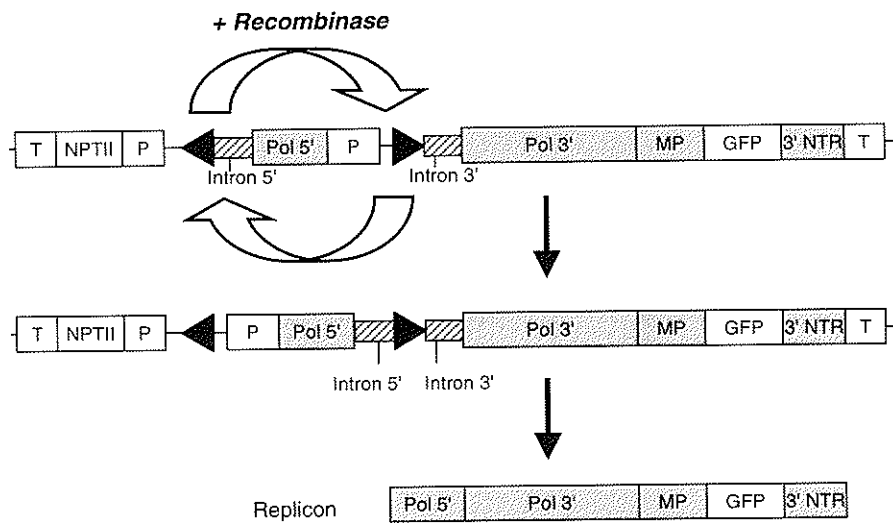 + Recombinase
T NPTII P Pol 5' P Pol 3' MP GFP 3' NTR T
Intron 5' Intron 3'
T NPTII P P Pol 5' Pol 3' MP GFP 3' NTR T
Intron 5' Intron 3'
Replicon Pol 5' Pol 3' MP GFP 3' NTR